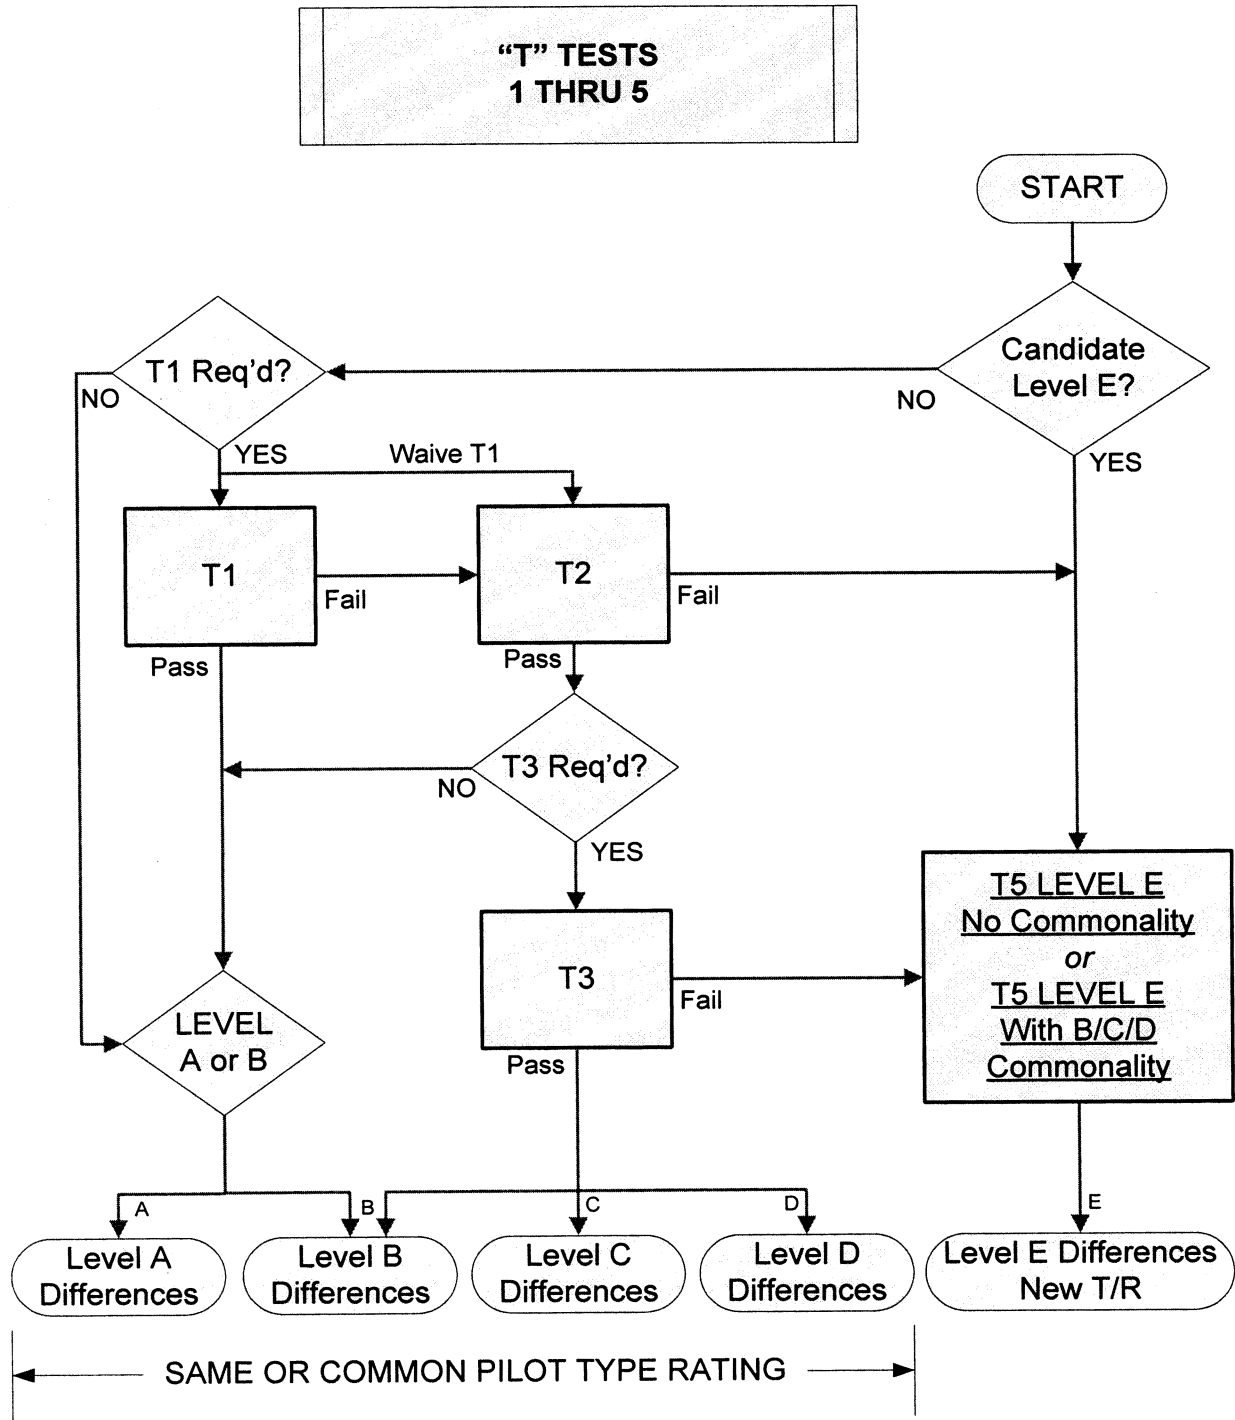 “T” TESTS
1 THRU 5
START
Candidate
Level E?
NO
YES
T1 Req’d?
NO
YES
Waive T1
T1
Fail
Pass
T2
Fail
Pass
T3 Req’d?
NO
YES
T3
Fail
Pass
T5 LEVEL E
No Commonality
or
T5 LEVEL E
With B/C/D
Commonality
LEVEL
A or B
A
B
C
D
E
Level A
Differences
Level B
Differences
Level C
Differences
Level D
Differences
Level E Differences
New T/R
SAME OR COMMON PILOT TYPE RATING